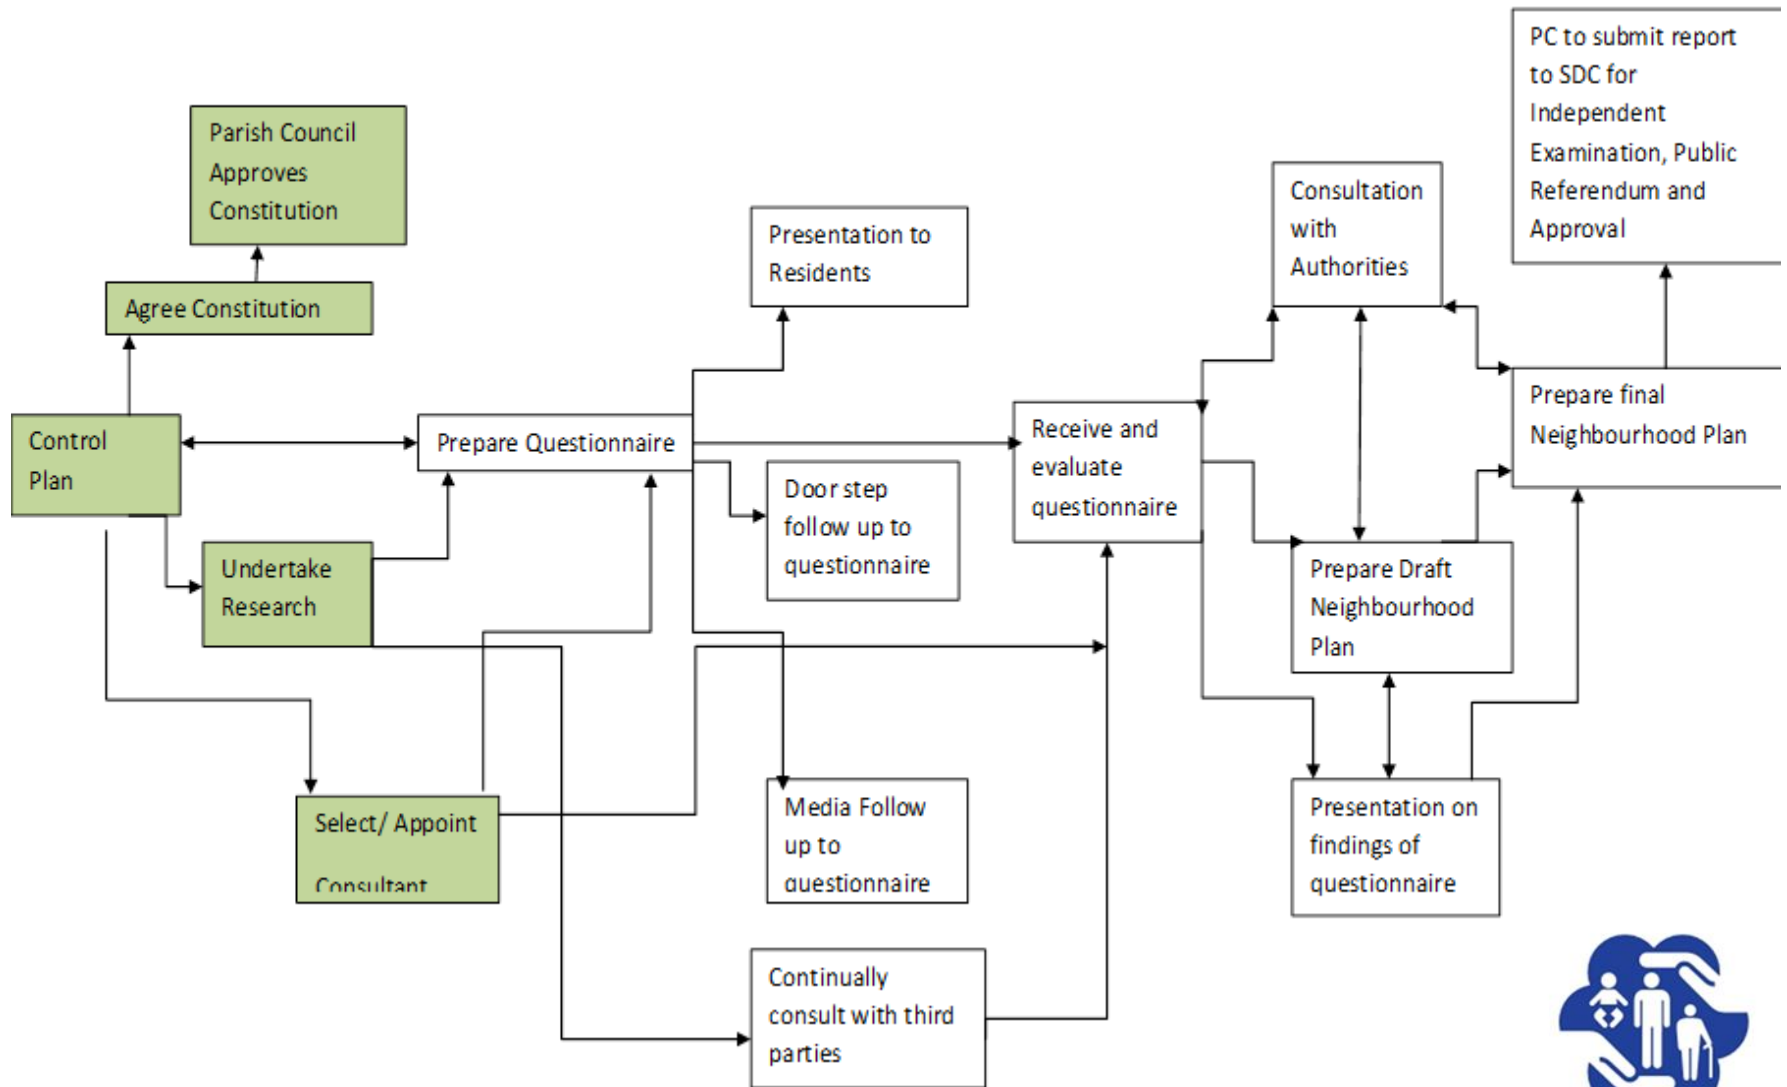 Parish Council
Approves
Constitution
Agree Constitution
Control
Plan
Undertake
Research
Select/ Appoint
Consultant
Prepare Questionnaire
Presentation to
Residents
Door step
follow up to
questionnaire
Media Follow
up to
questionnaire
Continually
consult with third
parties
Receive and
evaluate
questionnaire
Consultation
with
Authorities
Prepare Draft
Neighbourhood
Plan
Presentation on
findings of
questionnaire
Prepare final
Neighbourhood Plan
PC to submit report
to SDC for
Independent
Examination, Public
Referendum and
Approval